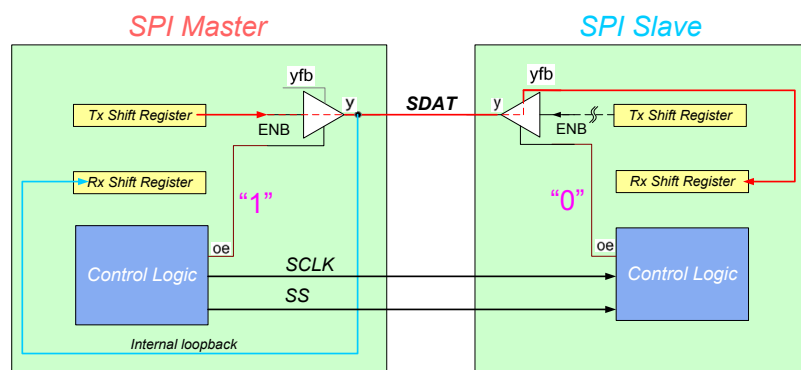 SPI Master
SPI Slave
yfb
y
SDAT
y
yfb
Tx Shift Register
ENB
ENB
Tx Shift Register
Rx Shift Register
Rx Shift Register
“1”
“0”
oe
oe
Control Logic
SCLK
Control Logic
SS
Internal loopback